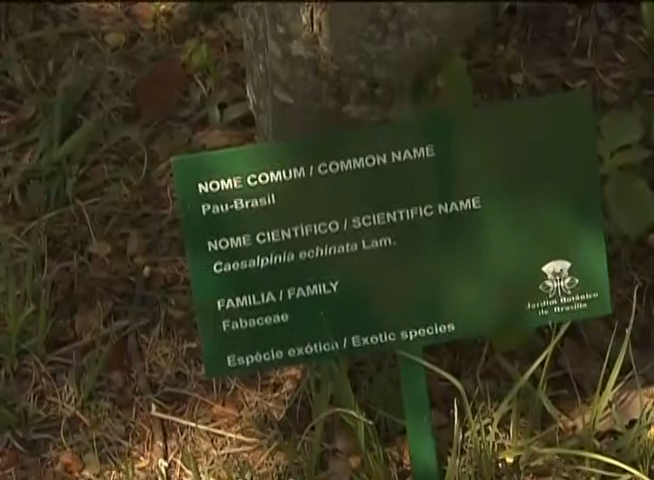 NOME COMUM / COMMON NAME
Pau-BRasil
NOME CIENTÍFICO / SCIENTIFIC NAME
Caesalpinia echinata Lam.
FAMILIA / FAMILY
Fabaceae
Espécie exótica / Exotic species
Jardim Botânico
de Brasília